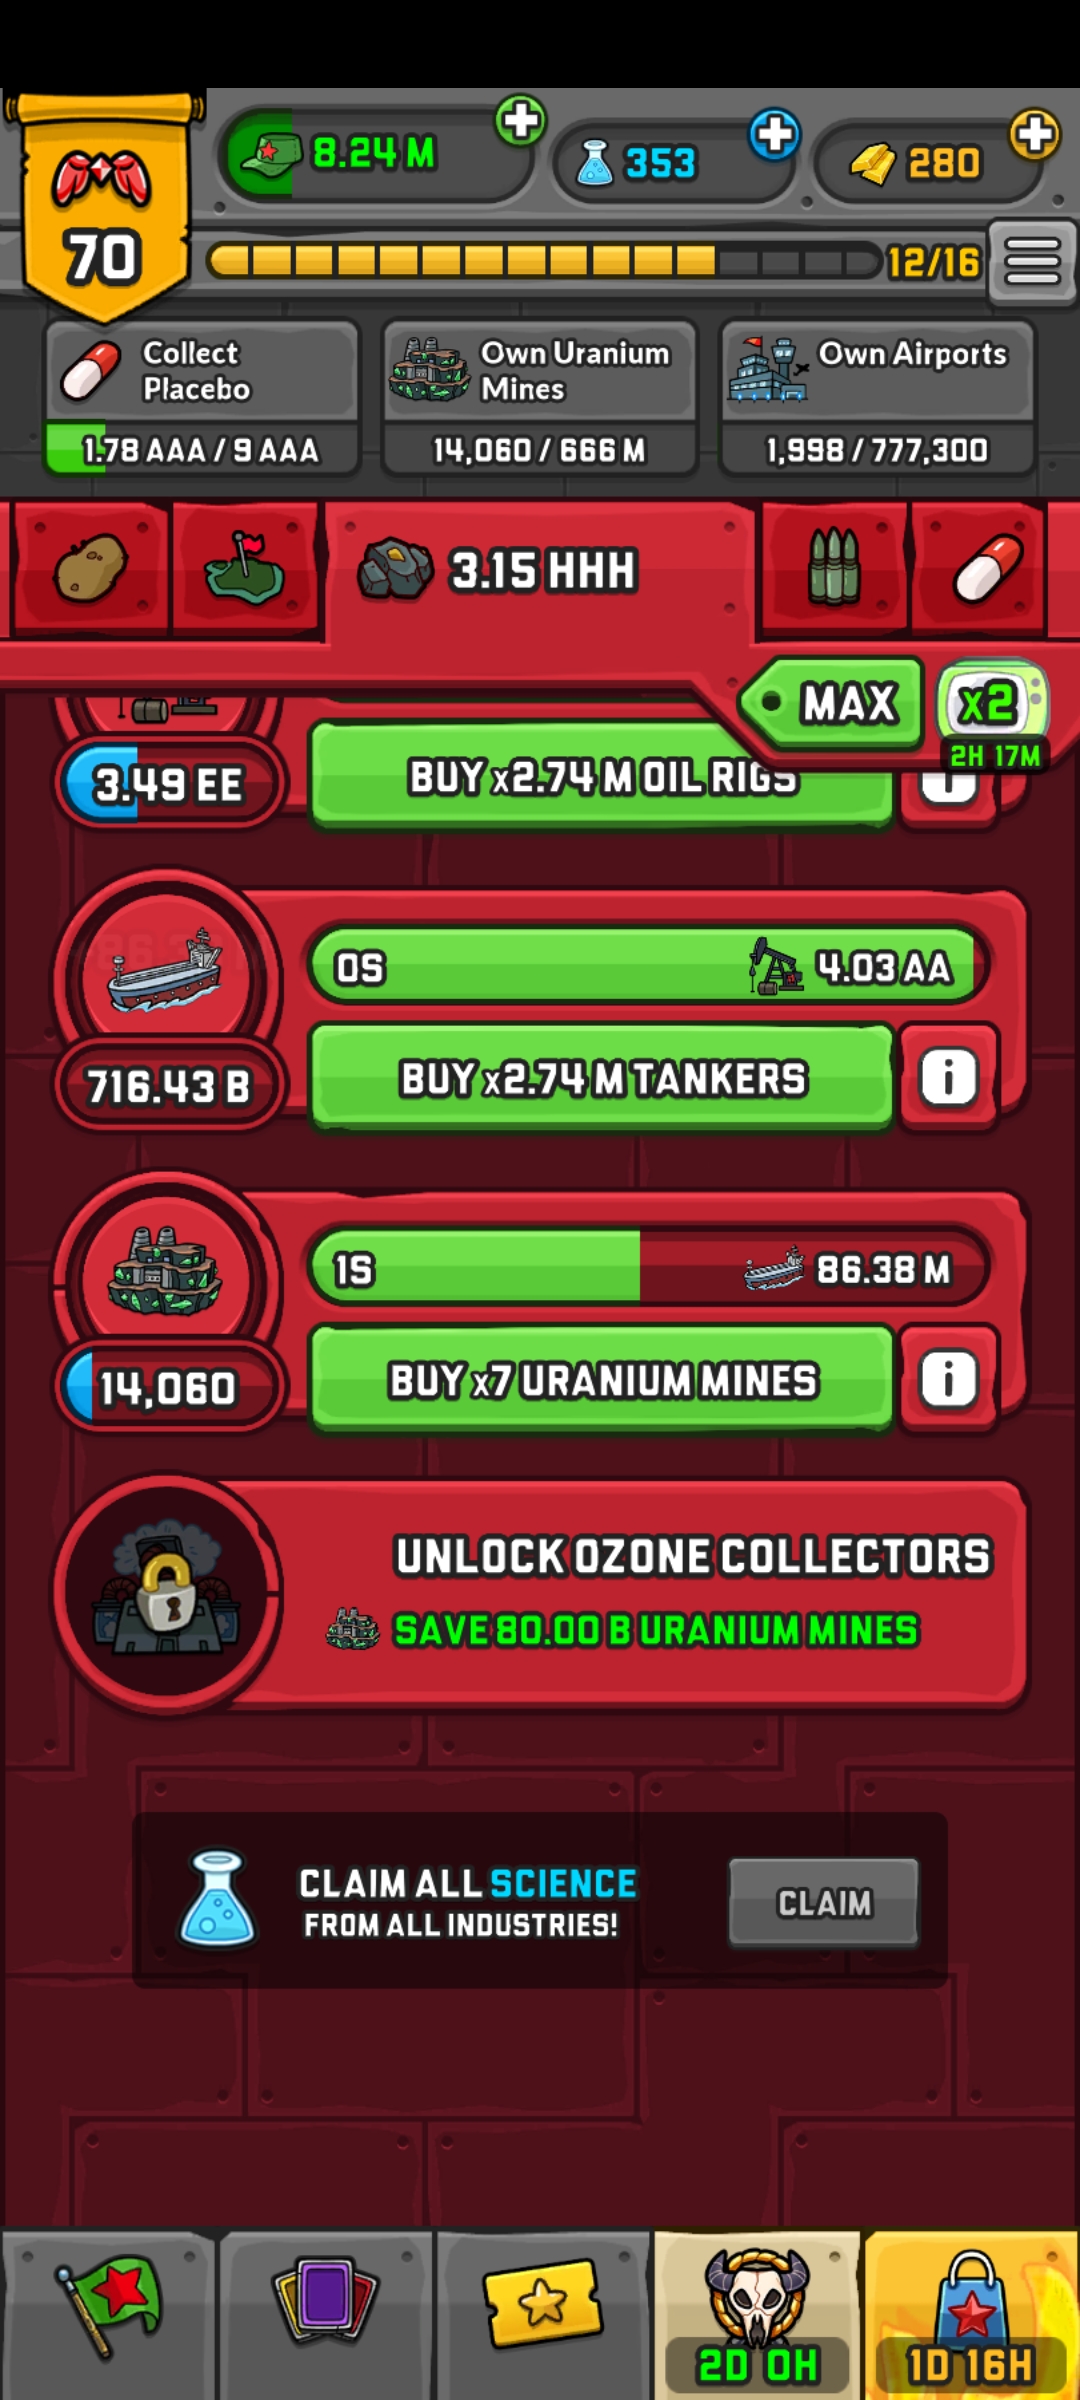 70
8.24 M
353
280
12/16
Collect Placebo
1.78 AAA / 9 AAA
Own Uranium Mines
14,060 / 666 M
Own Airports
1,998 / 777,300
3.15 HHH
MAX
x2
2H 17M
3.49 EE
BUY x2.74 M OIL RIGS
0S
4.03 AA
716.43 B
BUY x2.74 M TANKERS
i
1S
86.38 M
14,060
BUY x7 URANIUM MINES
i
UNLOCK OZONE COLLECTORS
SAVE 80.00 B URANIUM MINES
CLAIM ALL SCIENCE
FROM ALL INDUSTRIES!
CLAIM
2D 0H
1D 16H